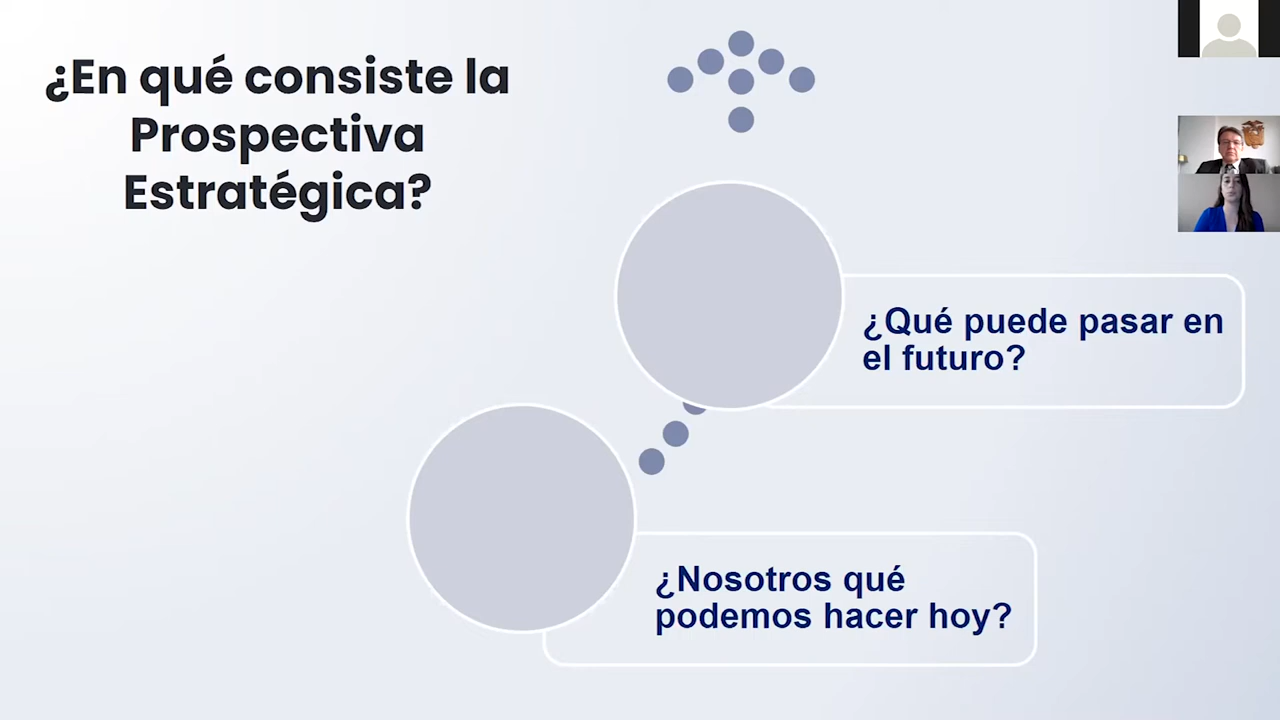 ¿En qué consiste la
Prospectiva
Estratégica?
¿Qué puede pasar en
el futuro?
¿Nosotros qué
podemos hacer hoy?